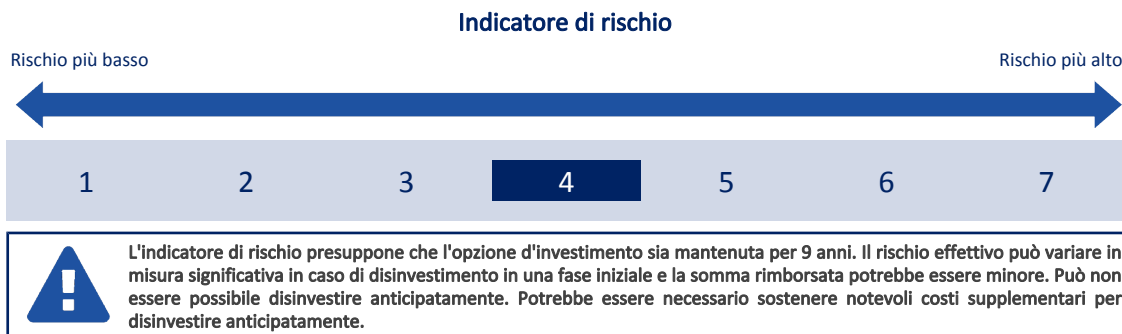 Indicatore di rischio
Rischio più basso
Rischio più alto
1 2 3 4 5 6 7
L'indicatore di rischio presuppone che l'opzione d'investimento sia mantenuta per 9 anni. Il rischio effettivo può variare in
misura significativa in caso di disinvestimento in una fase iniziale e la somma rimborsata potrebbe essere minore. Può non
essere possibile disinvestire anticipatamente. Potrebbe essere necessario sostenere notevoli costi supplementari per
disinvestire anticipatamente.